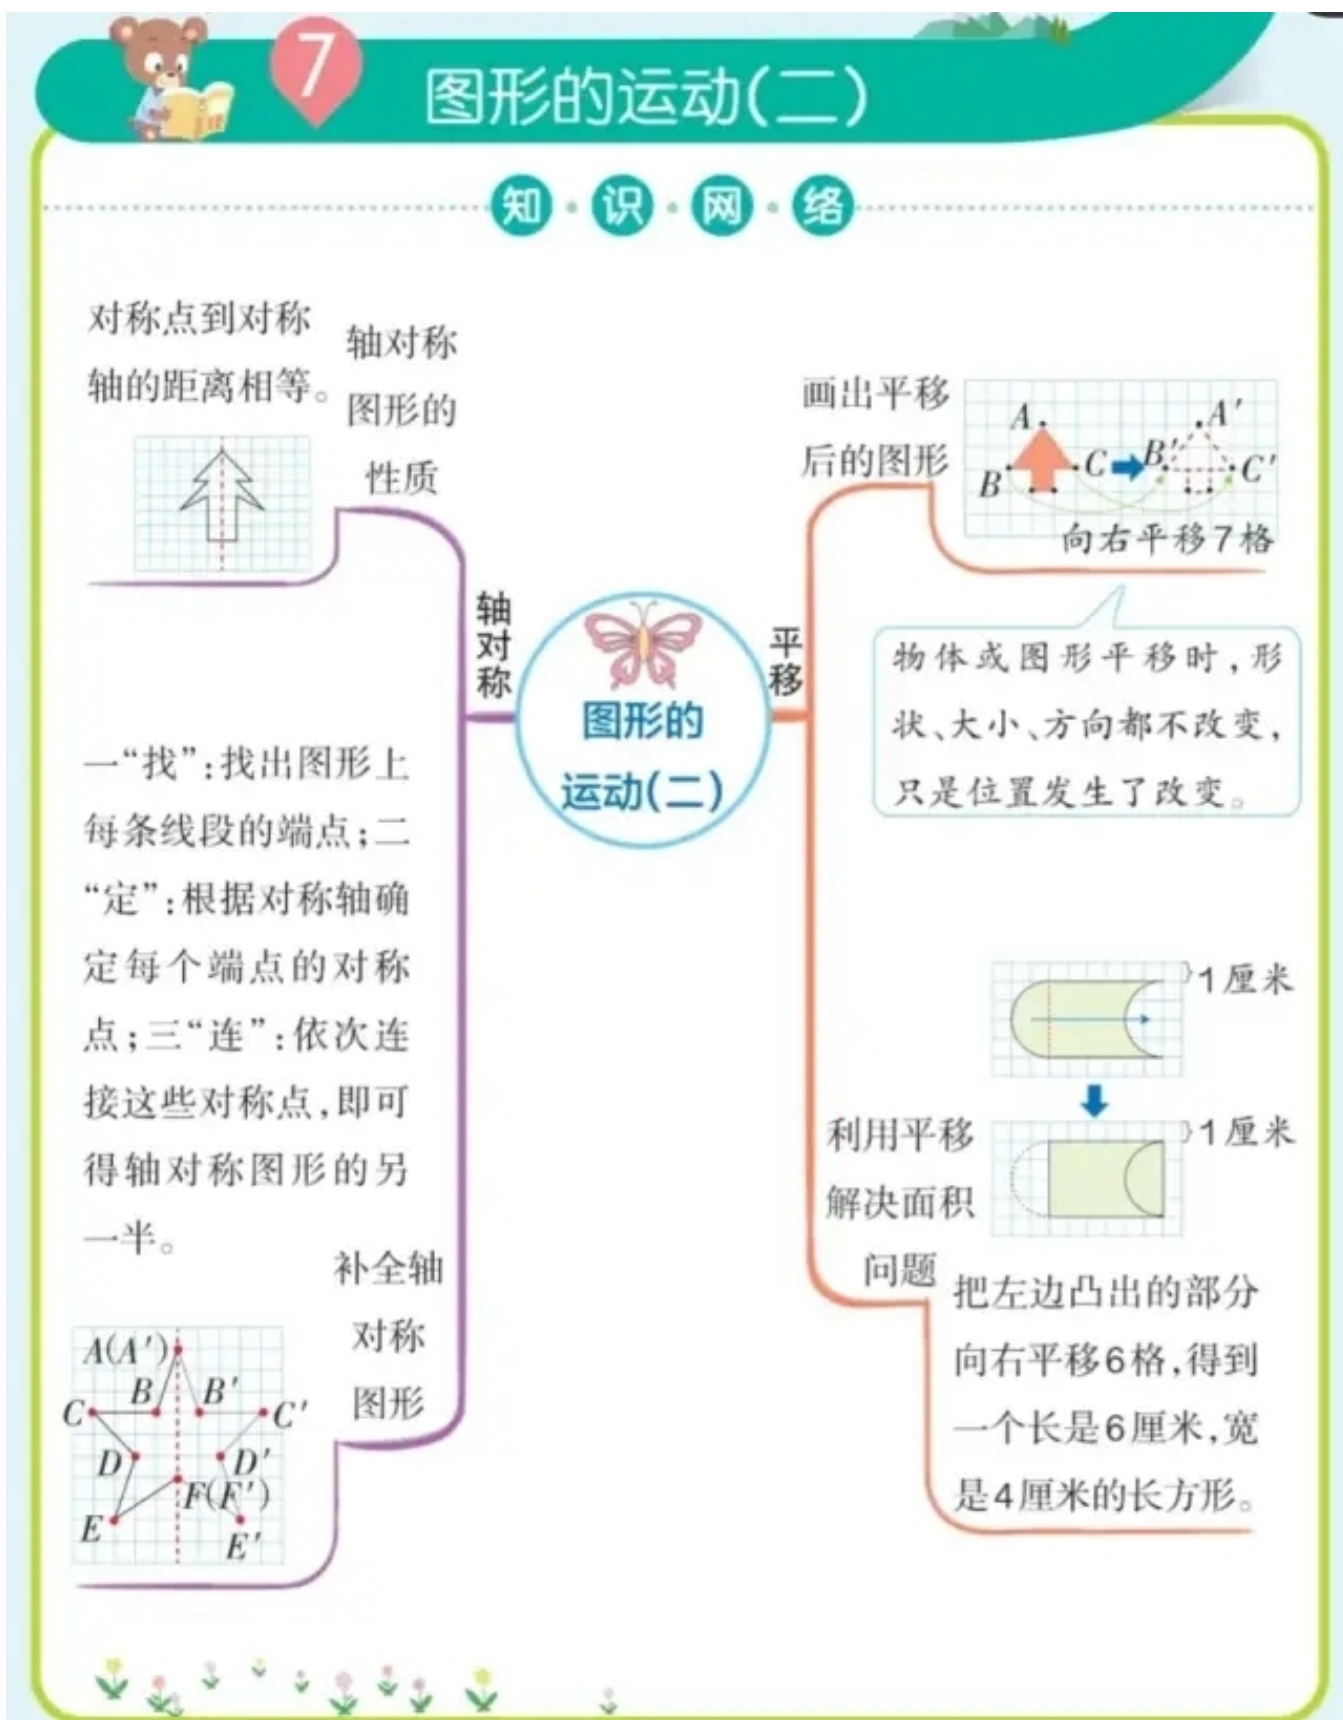 7
图形的运动(二)
知·识·网·络
对称点到对称
轴的距离相等。
轴对称
图形的
性质
轴对称
一“找”:找出图形上
每条线段的端点;二
“定”:根据对称轴确
定每个端点的对称
点;三“连”:依次连
接这些对称点,即可
得轴对称图形的另
一半。
补全轴
对称
图形
A(A′)
B
B′
C
C′
D
D′
F(F′)
E
E′
图形的
运动(二)
平移
画出平移
后的图形
A
A′
B
C
B′
C′
向右平移7格
物体或图形平移时,形
状、大小、方向都不改变,
只是位置发生了改变。
利用平移
解决面积
问题
1厘米
1厘米
把左边凸出的部分
向右平移6格,得到
一个长是6厘米,宽
是4厘米的长方形。